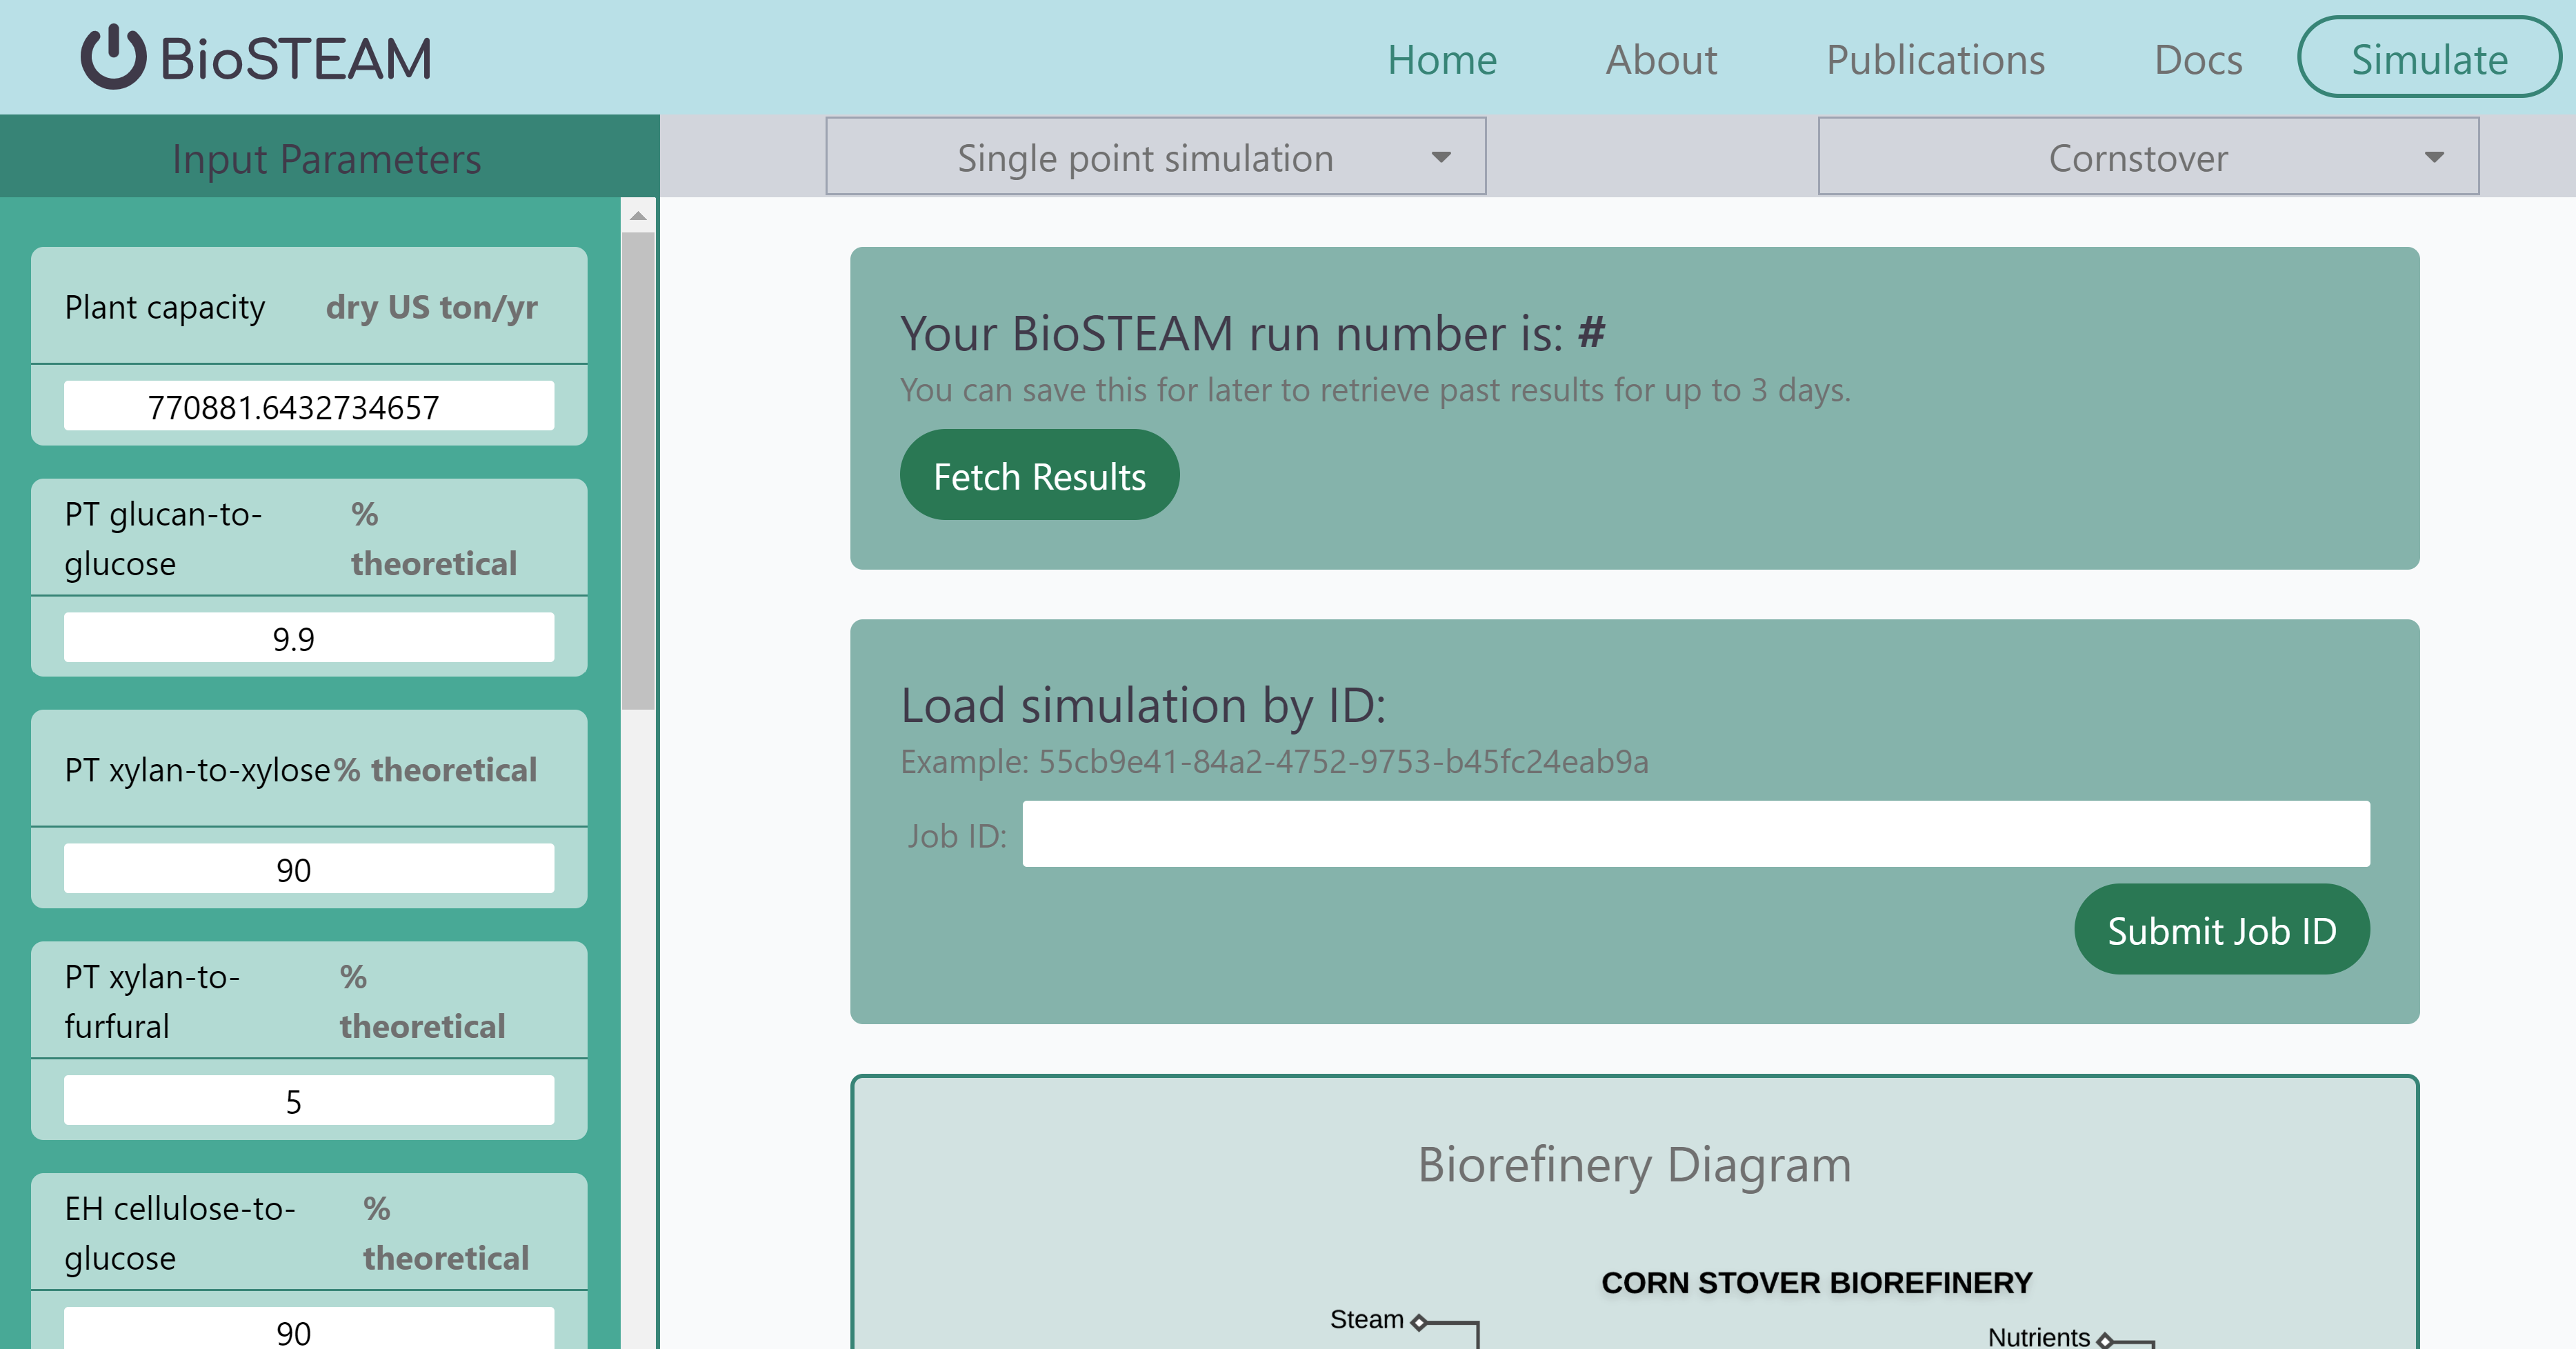 BioSTEAM
Home
About
Publications
Docs
Simulate
Input Parameters
Single point simulation
Cornstover
Plant capacity
dry US ton/yr
770881.6432734657
PT glucan-to-
glucose
%
theoretical
9.9
PT xylan-to-xylose
% theoretical
90
PT xylan-to-
furfural
%
theoretical
5
EH cellulose-to-
glucose
%
theoretical
90
Your BioSTEAM run number is: #
You can save this for later to retrieve past results for up to 3 days.
Fetch Results
Load simulation by ID:
Example: 55cb9e41-84a2-4752-9753-b45fc24eab9a
Job ID:
Submit Job ID
Biorefinery Diagram
CORN STOVER BIOREFINERY
Steam
Nutrients